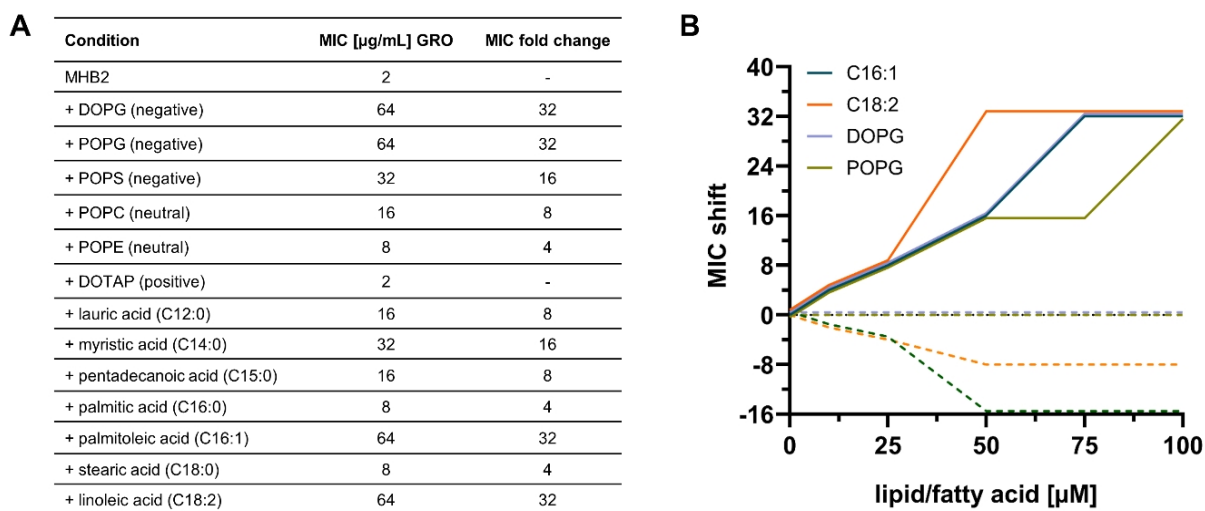 A
Condition MIC [µg/mL] GRO MIC fold change
MHB2 2 -
+ DOPG (negative) 64 32
+ POPG (negative) 64 32
+ POPS (negative) 32 16
+ POPC (neutral) 16 8
+ POPE (neutral) 8 4
+ DOTAP (positive) 2 -
+ lauric acid (C12:0) 16 8
+ myristic acid (C14:0) 32 16
+ pentadecanoic acid (C15:0) 16 8
+ palmitic acid (C16:0) 8 4
+ palmitoleic acid (C16:1) 64 32
+ stearic acid (C18:0) 8 4
+ linoleic acid (C18:2) 64 32
B
MIC shift
40
32
24
16
8
0
-8
-16
C16:1
C18:2
DOPG
POPG
0 25 50 75 100
lipid/fatty acid [µM]